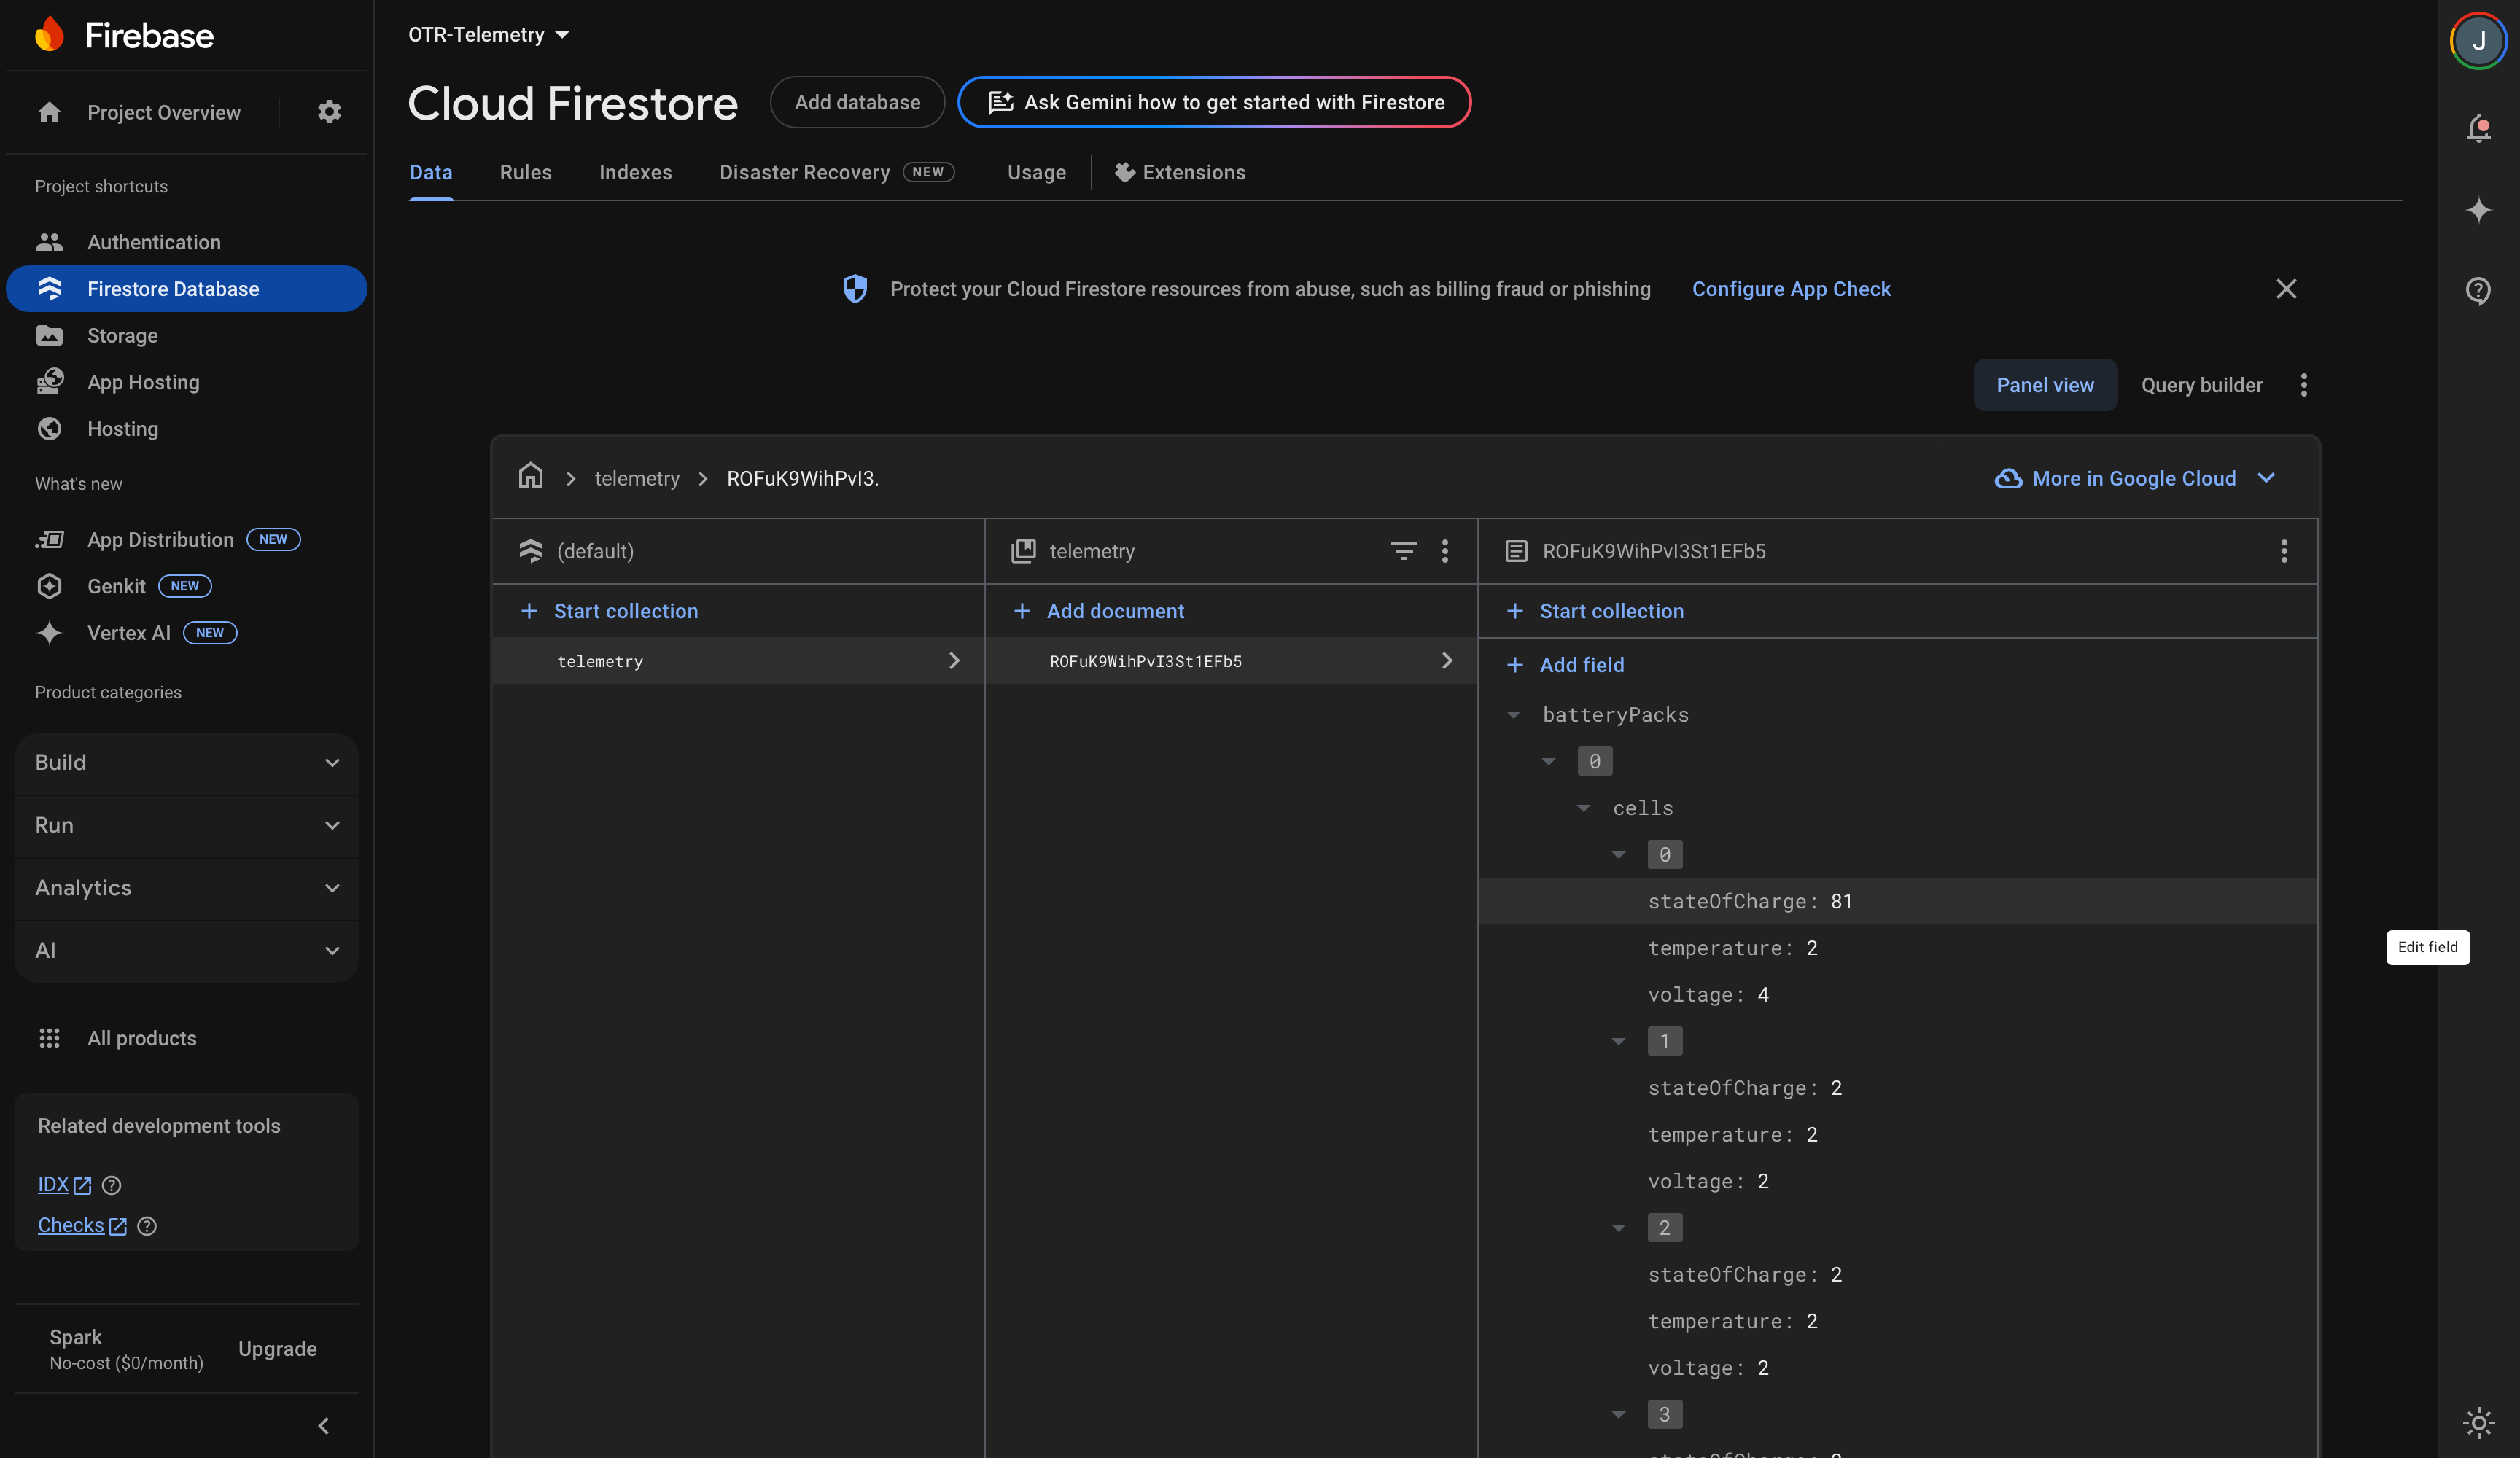 Firebase
Project Overview
Project shortcuts
Authentication
Firestore Database
Storage
App Hosting
Hosting
What's new
App Distribution NEW
Genkit NEW
Vertex AI NEW
Product categories
Build
Run
Analytics
AI
All products
Related development tools
IDX
Checks
Spark
No-cost ($0/month)
Upgrade
OTR-Telemetry
Cloud Firestore
Add database
Ask Gemini how to get started with Firestore
Data Rules Indexes Disaster Recovery NEW Usage Extensions
Protect your Cloud Firestore resources from abuse, such as billing fraud or phishing Configure App Check
Panel view Query builder
telemetry ROFuK9WihPvI3.
More in Google Cloud
(default)
Start collection
telemetry
telemetry
Add document
ROFuK9WihPvI3St1EFb5
ROFuK9WihPvI3St1EFb5
Start collection
Add field
batteryPacks
0
cells
0
stateOfCharge: 81
temperature: 2
voltage: 4
1
stateOfCharge: 2
temperature: 2
voltage: 2
2
stateOfCharge: 2
temperature: 2
voltage: 2
3
J
Edit field